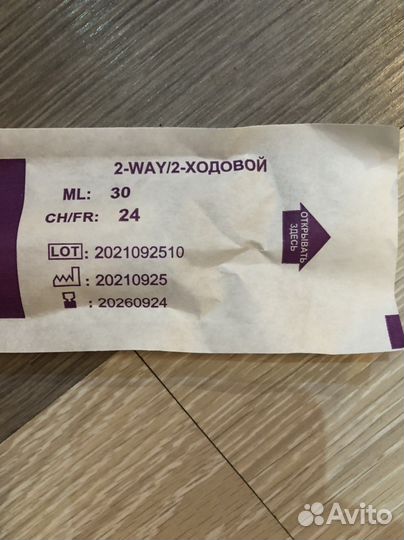 2-WAY/2-ХОДОВОЙ
ML: 30
CH/FR: 24
LOT: 2021092510
: 20210925
: 20260924
ОТКРЫВАТЬ
ЗДЕСЬ
Avito